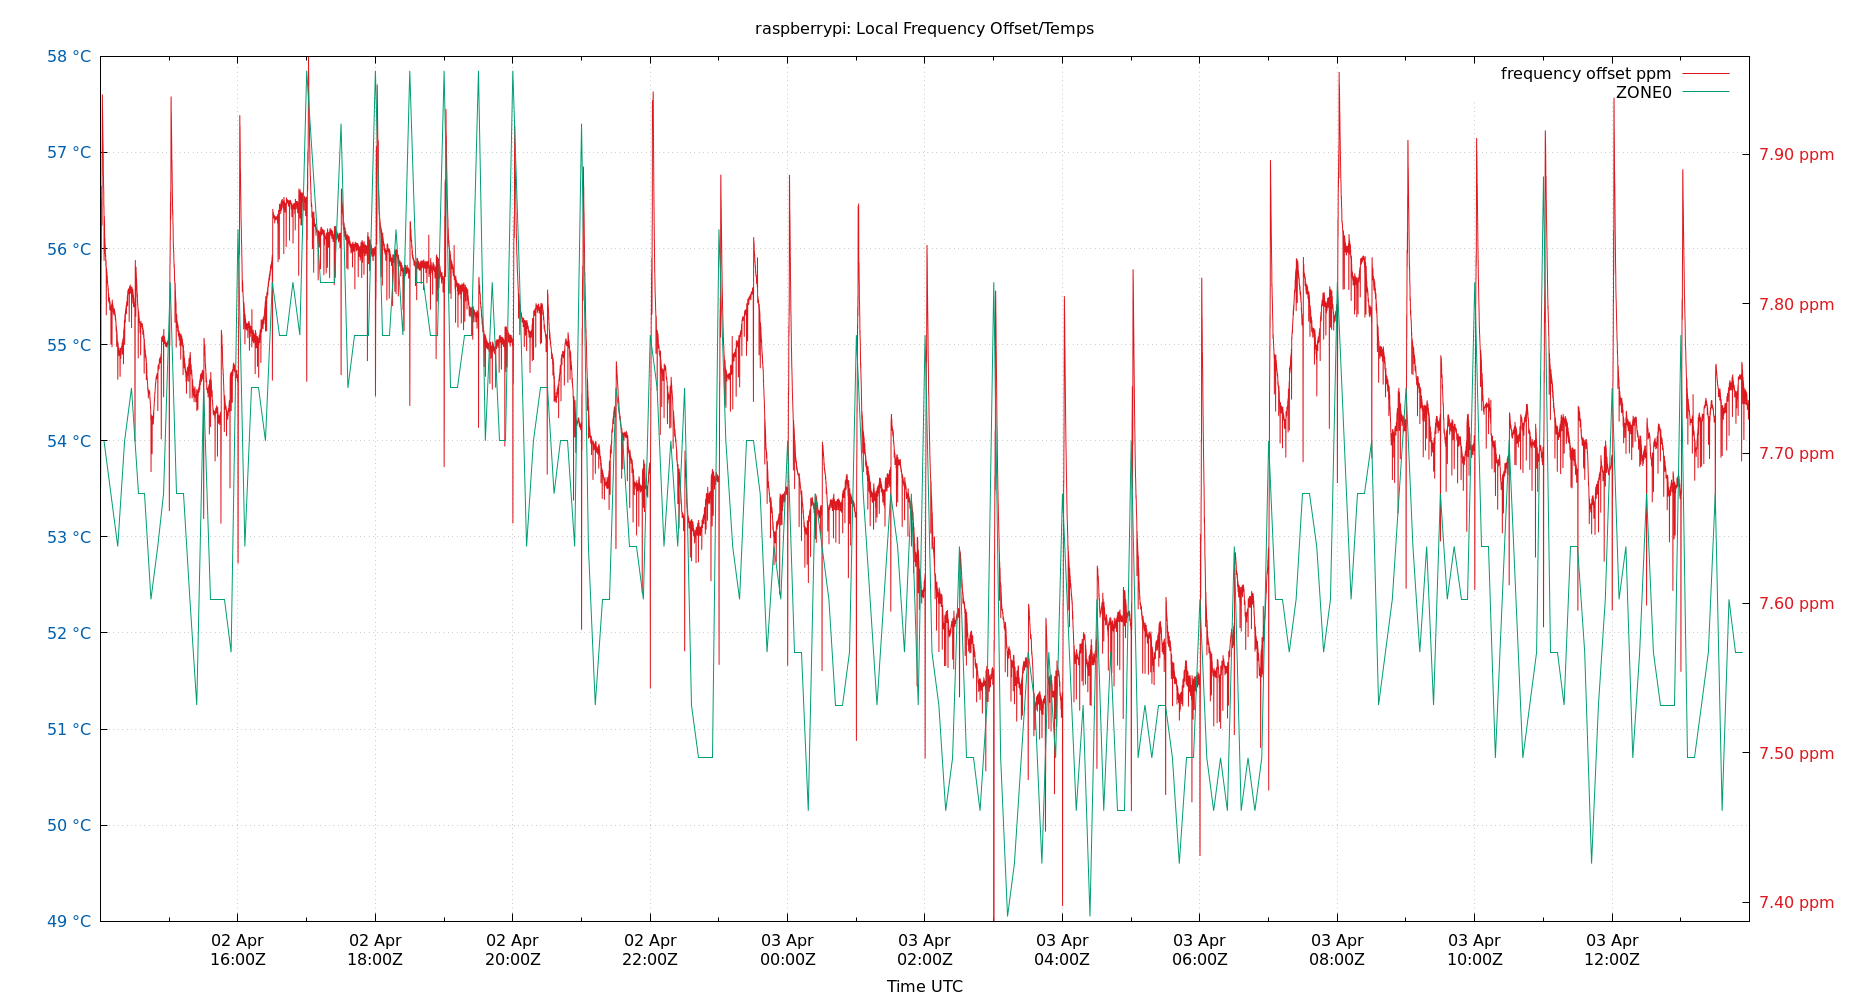 raspberrypi: Local Frequency Offset/Temps
frequency offset ppm
ZONE0
58 °C
57 °C
56 °C
55 °C
54 °C
53 °C
52 °C
51 °C
50 °C
49 °C
7.90 ppm
7.80 ppm
7.70 ppm
7.60 ppm
7.50 ppm
7.40 ppm
02 Apr
16:00Z
02 Apr
18:00Z
02 Apr
20:00Z
02 Apr
22:00Z
03 Apr
00:00Z
03 Apr
02:00Z
03 Apr
04:00Z
03 Apr
06:00Z
03 Apr
08:00Z
03 Apr
10:00Z
03 Apr
12:00Z
Time UTC